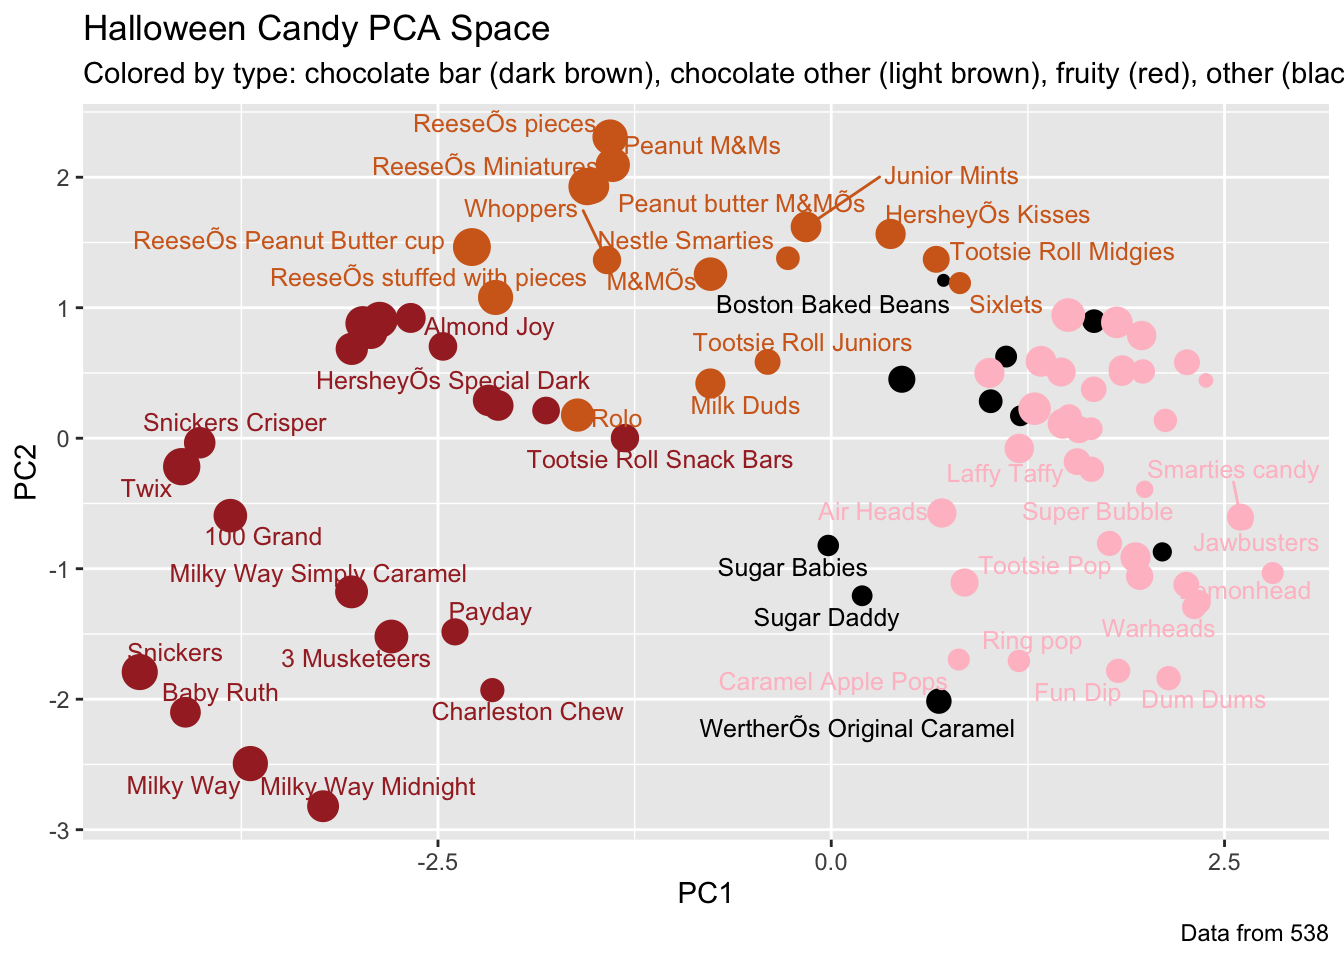 Halloween Candy PCA Space
Colored by type: chocolate bar (dark brown), chocolate other (light brown), fruity (red), other (blac
ReeseÕs pieces
Peanut M&Ms
ReeseÕs Miniatures
Junior Mints
Whoppers
Peanut butter M&MÕs
HersheyÕs Kisses
ReeseÕs Peanut Butter cup
Nestle Smarties
Tootsie Roll Midgies
ReeseÕs stuffed with pieces
M&MÕs
Boston Baked Beans
Sixlets
Almond Joy
Tootsie Roll Juniors
HersheyÕs Special Dark
Milk Duds
Snickers Crisper
Rolo
Tootsie Roll Snack Bars
Laffy Taffy
Smarties candy
Twix
Air Heads
Super Bubble
100 Grand
Jawbusters
Milky Way Simply Caramel
Sugar Babies
Tootsie Pop
monhead
Payday
Sugar Daddy
Warheads
Snickers
3 Musketeers
Ring pop
Baby Ruth
Caramel Apple Pops
Fun Dip
Dum Dums
Charleston Chew
WertherÕs Original Caramel
Milky Way
Milky Way Midnight
2
1
0
-1
-2
-3
PC2
-2.5
0.0
2.5
PC1
Data from 538